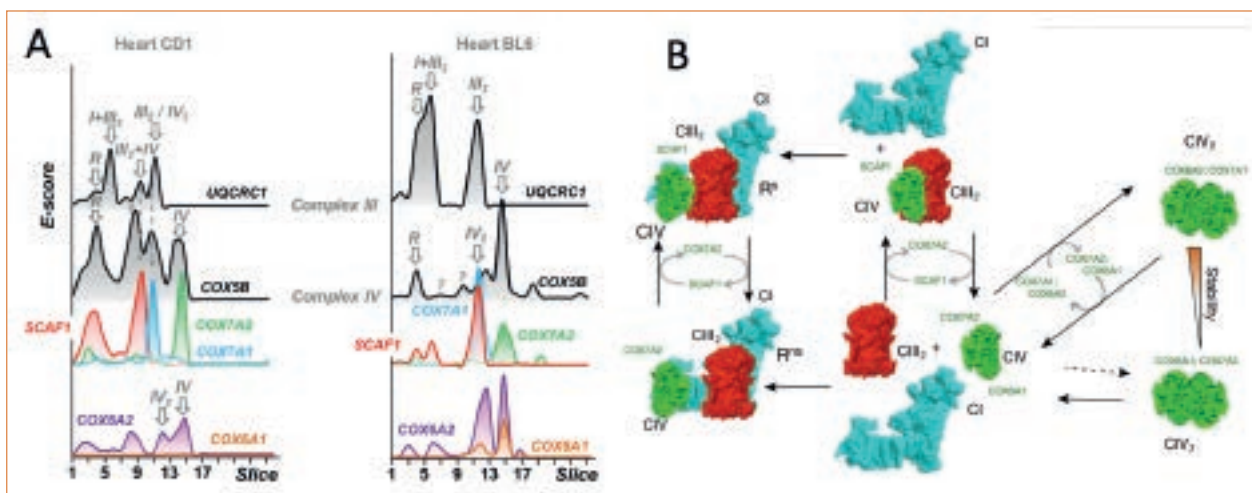 A
Heart CD1
Heart BL6
E-score
R
I+III₂
III₂+IV
III₂ / IV₂
UQCRC1
R
IV
COX5B
SCAF1
COX7A2
COX7A1
IV₂
IV
COX6A2
COX6A1
1 5 9 13 17 Slice
Complex III
Complex IV
R
I+III₂
III₂
UQCRC1
IV
R
?
?
IV₂
COX5B
COX7A1
SCAF1
COX7A2
COX6A2
COX6A1
1 5 9 13 17 Slice
B
CI
CI
CIII₂
SCAF1
CIV
+
SCAF1
CIV
CIII₂
COX7A2
SCAF1
COX7A2
SCAF1
CI
COX7A2
CIII₂
CIV
CIII₂ +
COX7A2
CIV
COX6A1
CI
CIV₂
Stability
CIV₂